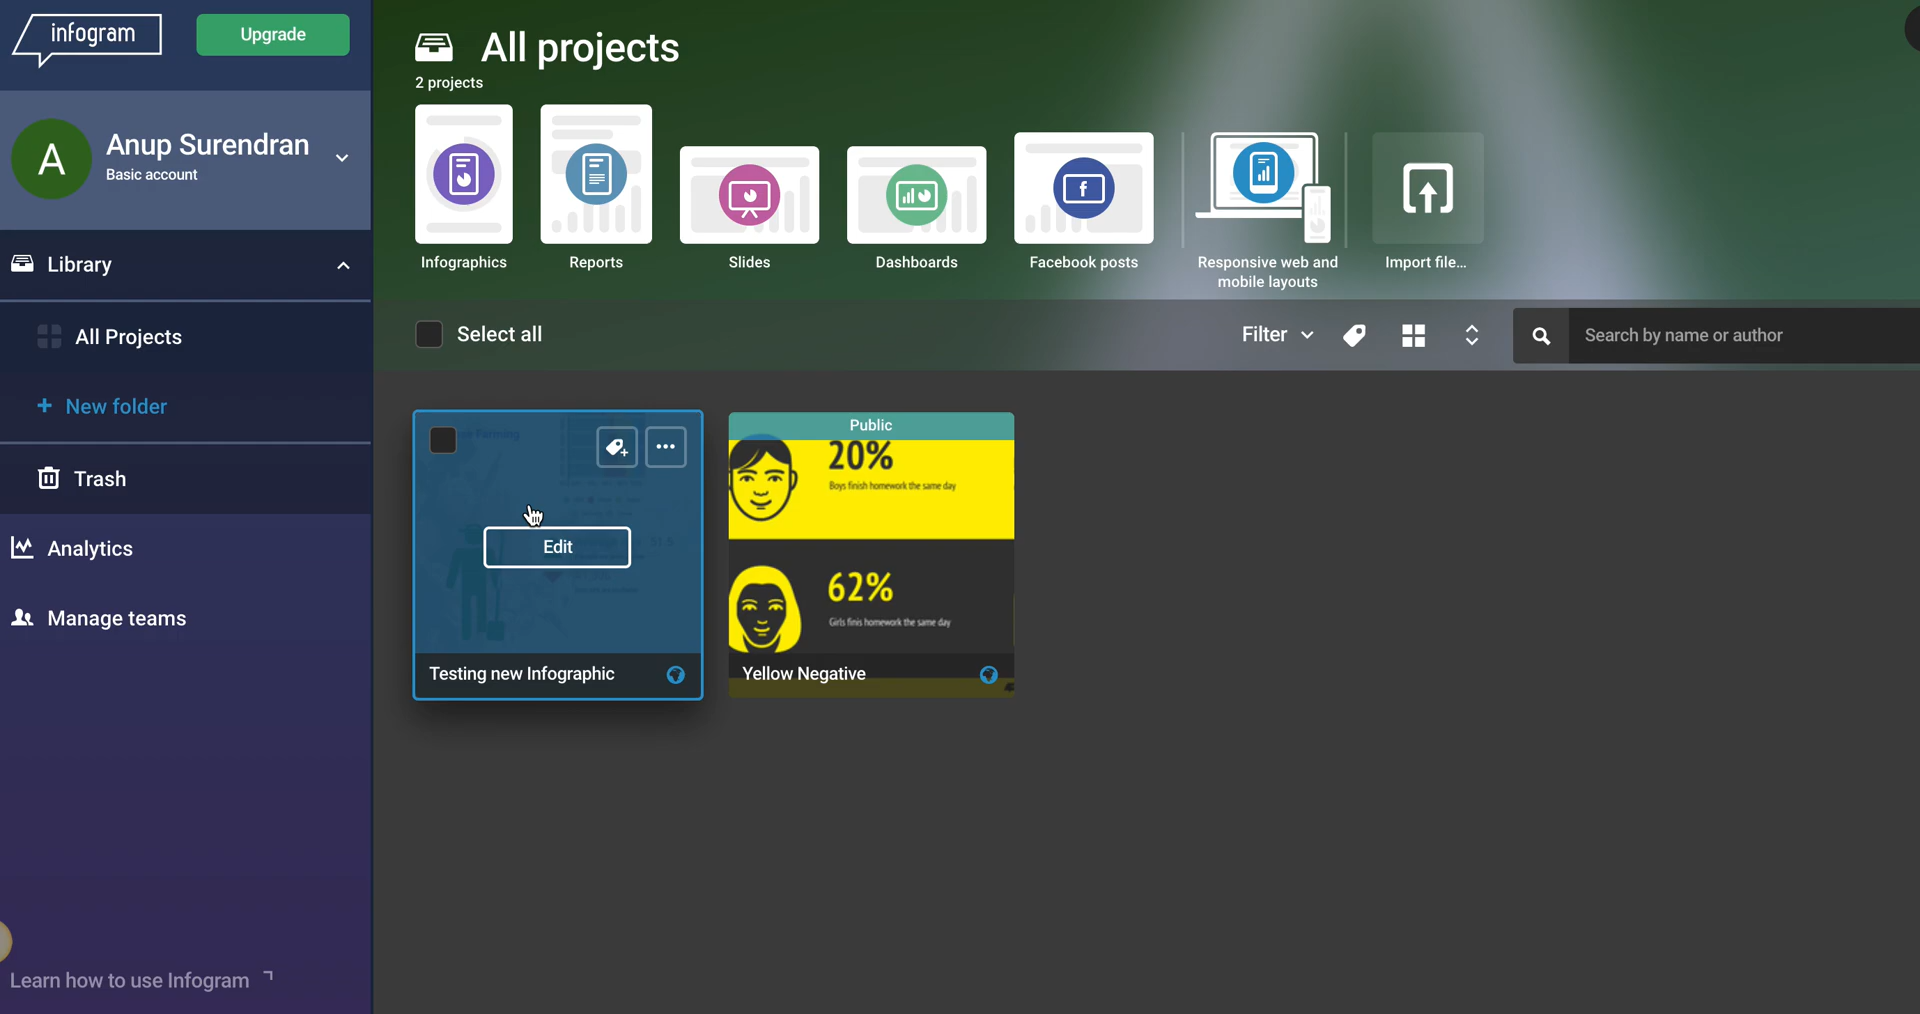 infogram
Upgrade
A
Anup Surendran
Basic account
Library
All Projects
+ New folder
Trash
Analytics
Manage teams
Learn how to use Infogram
All projects
2 projects
Infographics
Reports
Slides
Dashboards
f
Facebook posts
Responsive web and
mobile layouts
Import file...
Select all
Filter
Search by name or author
Farming
Edit
Testing new Infographic
Public
20%
Boys finish homework the same day
62%
Girls finis homework the same day
Yellow Negative